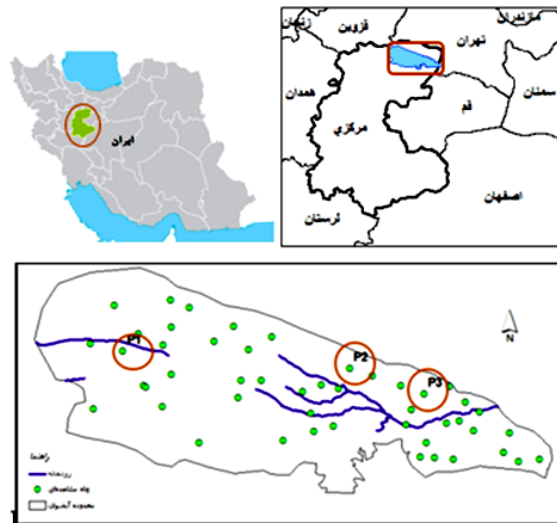 ایران
زنجان
قزوین
تهران
مازندران
همدان
مرکزي
قم
سمنان
لرستان
اصفهان
P1
P2
P3
N
راهنما
رودخانه
چاه مشاهده‌ای
محدوده آبخوان